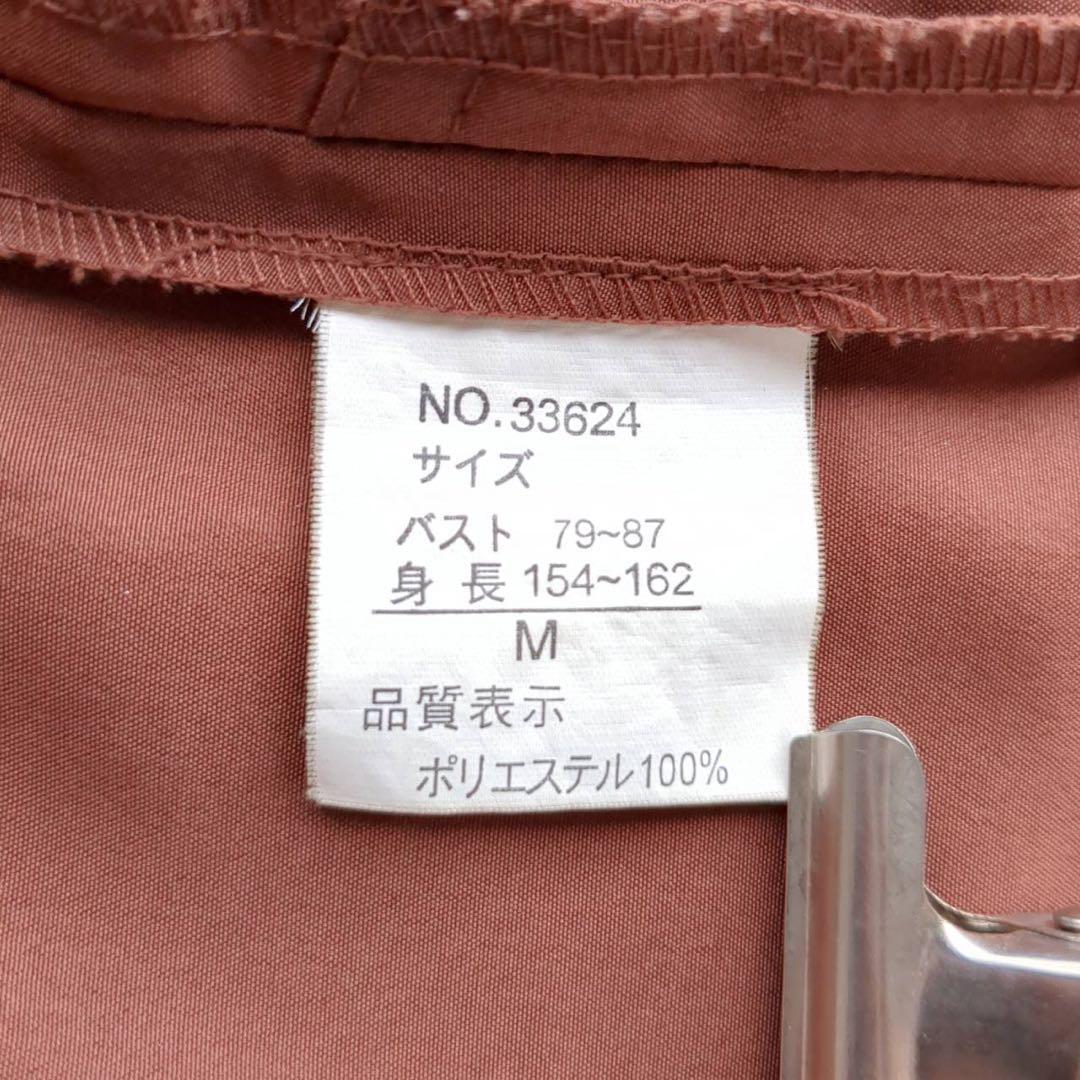 NO.33624
サイズ
バスト 79~87
身長 154~162
M
品質表示
ポリエステル100%